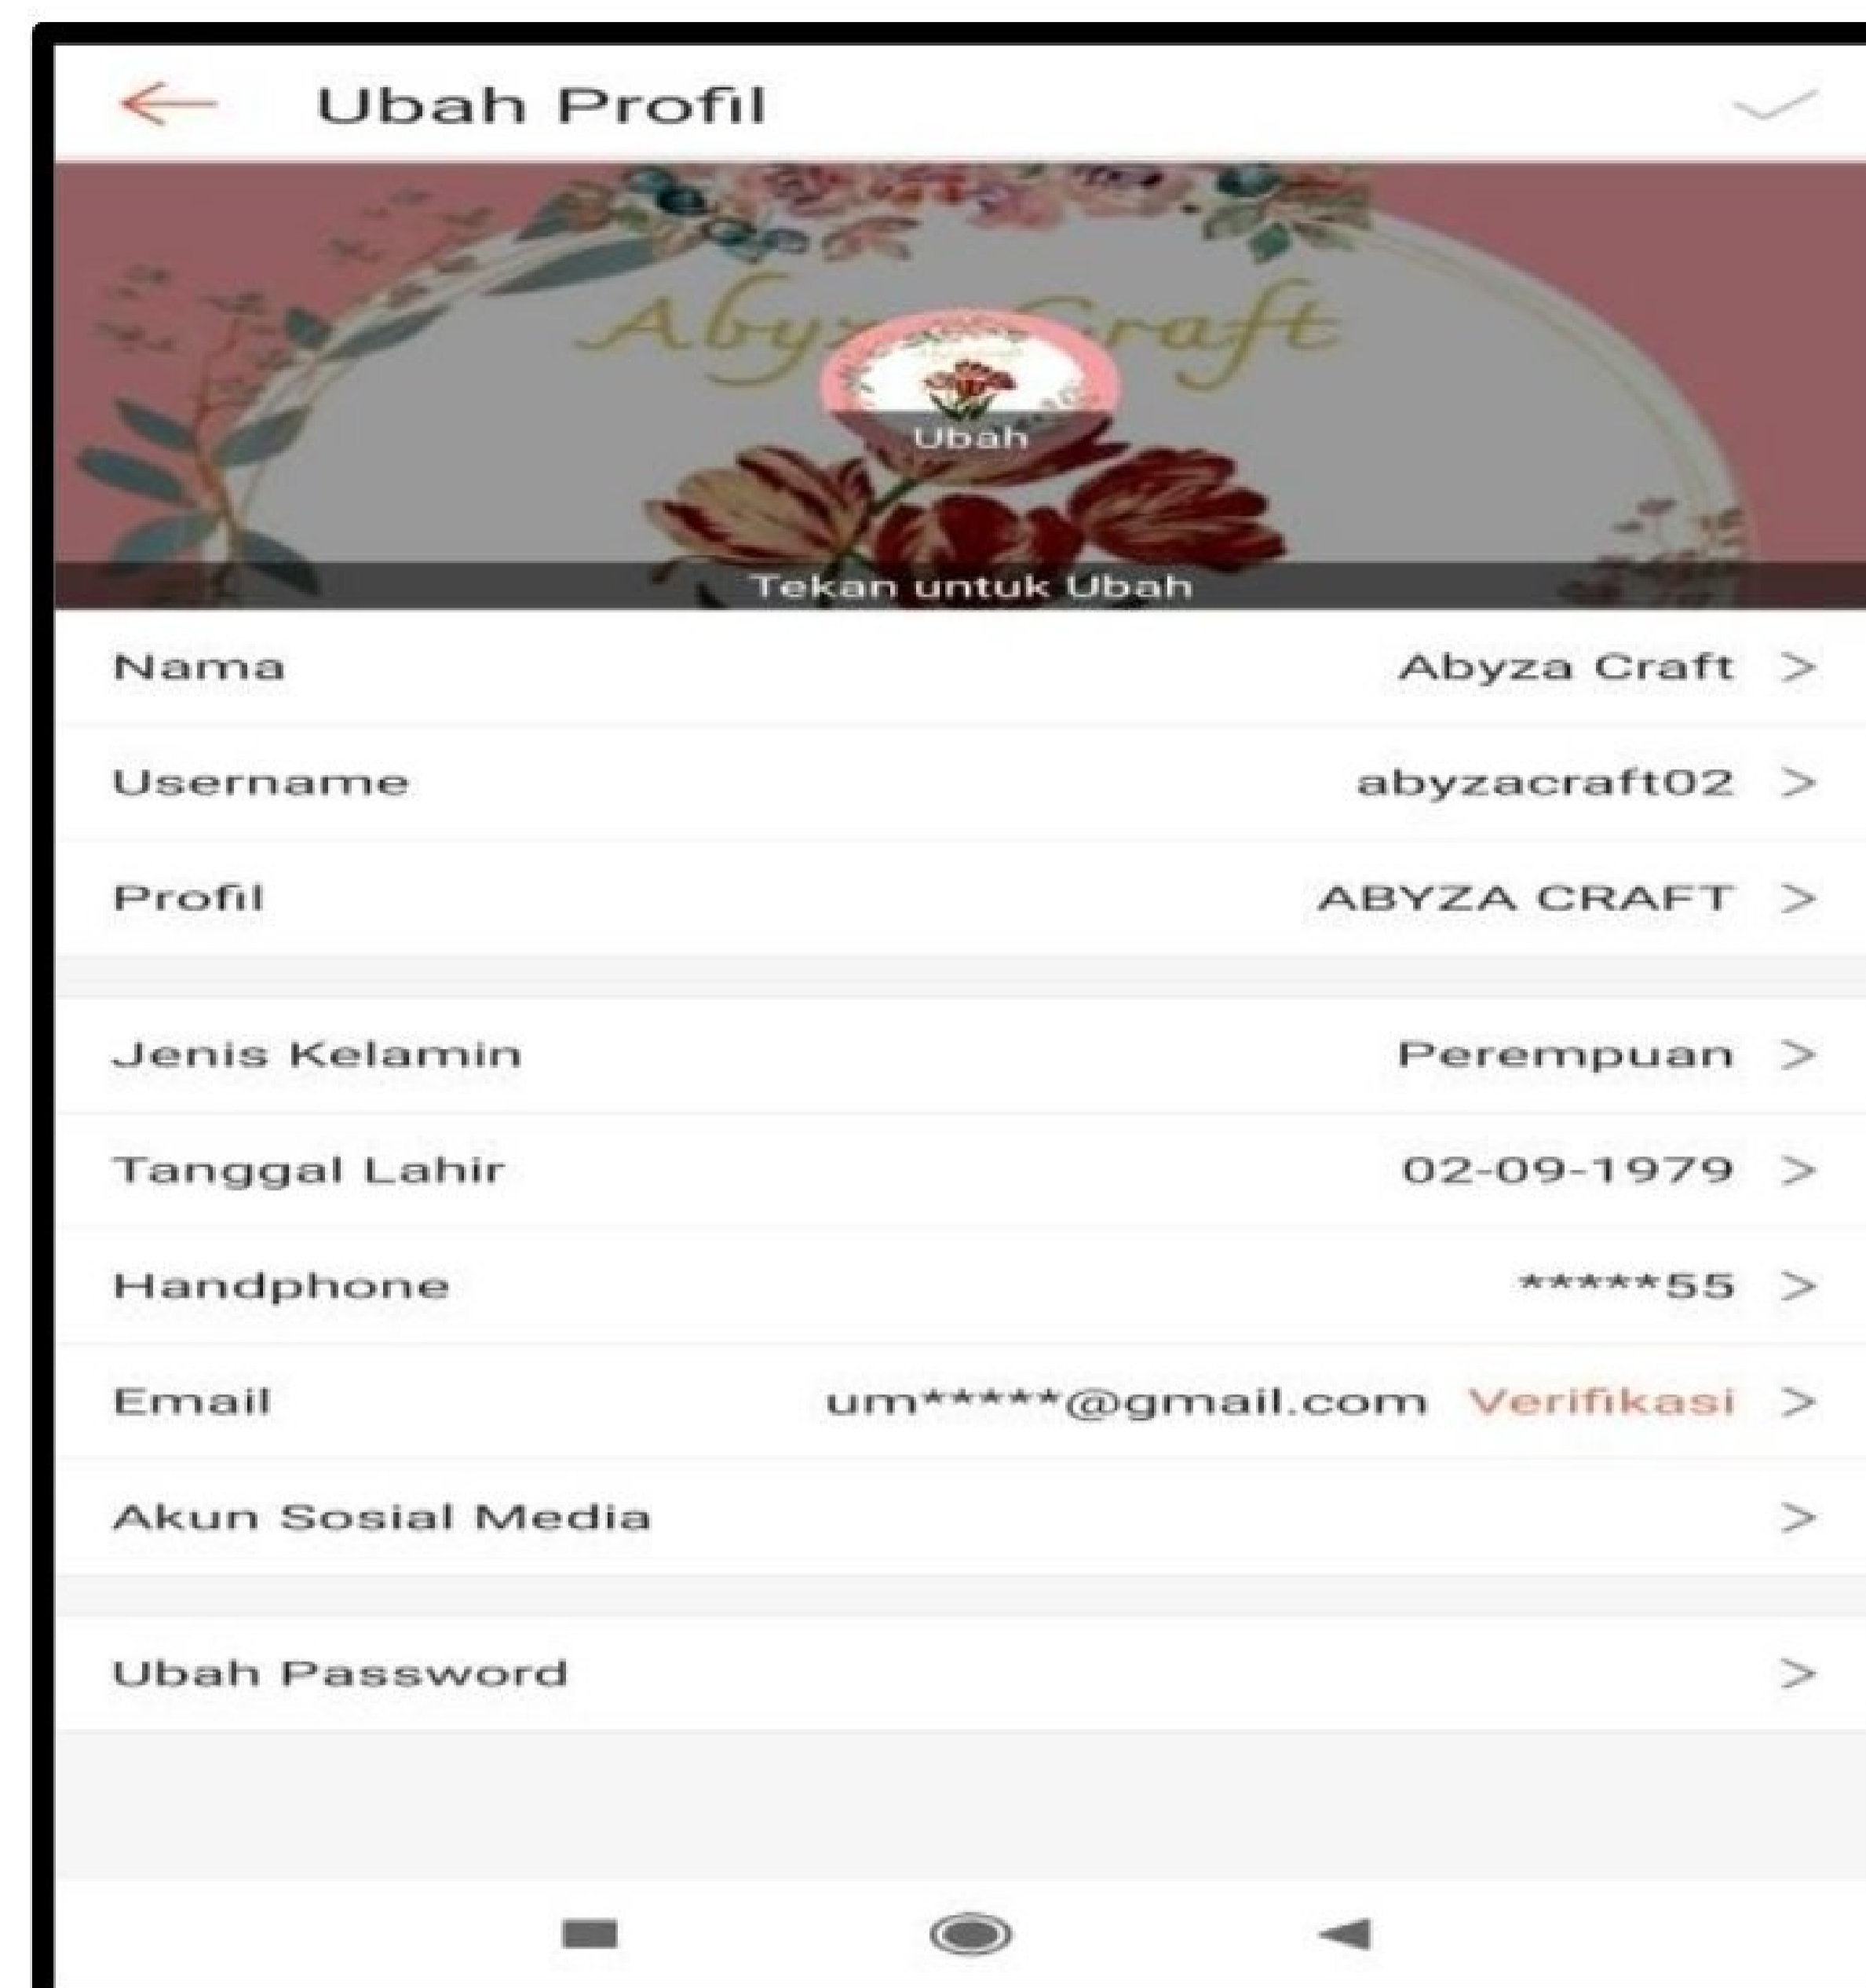 Ubah Profil
Abyz Craft
Ubah
Tekan untuk Ubah
Nama Abyza Craft >
Username abyzacraft02 >
Profil ABYZA CRAFT >
Jenis Kelamin Perempuan >
Tanggal Lahir 02-09-1979 >
Handphone *****55 >
Email um*****@gmail.com Verifikasi >
Akun Sosial Media >
Ubah Password >